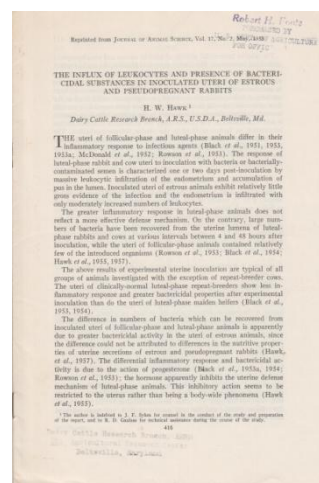 Robert H.
PRODUCED BY
AGRICULTURE
FOR OFFIC
Reprinted from JOURNAL OF ANIMAL SCIENCE, Vol. 17, No. 2, May, 1958
THE INFLUX OF LEUKOCYTES AND PRESENCE OF BACTERI-
CIDAL SUBSTANCES IN INOCULATED UTERI OF ESTROUS
AND PSEUDOPREGNANT RABBITS
H. W. HAWK 1
Dairy Cattle Research Branch, A.R.S., U.S.D.A., Beltsville, Md.
THE uteri of follicular-phase and luteal-phase animals differ in their
inflammatory response to infectious agents (Black et al., 1951, 1953,
1953a; McDonald et al., 1952; Rowson et al., 1953). The response of
luteal-phase rabbit and cow uteri to inoculation with bacteria or bacterially-
contaminated semen is characterized one or two days post-inoculation by
massive leukocytic infiltration of the endometrium and accumulation of
pus in the lumen. Inoculated uteri of estrous animals exhibit relatively little
gross evidence of the infection and the endometrium is infiltrated with
only moderately increased numbers of leukocytes.
The greater inflammatory response in luteal-phase animals does not
reflect a more effective defense mechanism. On the contrary, large num-
bers of bacteria have been recovered from the uterine lumena of luteal-
phase rabbits and cows at various intervals between 4 and 48 hours after
inoculation, while the uteri of follicular-phase animals contained relatively
few of the introduced organisms (Rowson et al., 1953; Black et al., 1954;
Hawk et al., 1955, 1957).
The above results of experimental uterine inoculation are typical of all
groups of animals investigated with the exception of repeat-breeder cows.
The uteri of clinically-normal luteal-phase repeat-breeders show less in-
flammatory response and greater bactericidal properties after experimental
inoculation than do the uteri of luteal-phase maiden heifers (Black et al.,
1953, 1954).
The difference in numbers of bacteria which can be recovered from
inoculated uteri of follicular-phase and luteal-phase animals is apparently
due to greater bactericidal activity in the uteri of estrous animals, since
the difference could not be attributed to differences in the nutritive proper-
ties of uterine secretions of estrous and pseudopregnant rabbits (Hawk,
et al., 1957). The differential inflammatory response and bactericidal ac-
tivity is due to the action of progesterone (Black et al., 1953a, 1954;
Rowson et al., 1953); the hormone apparently inhibits the uterine defense
mechanism of luteal-phase animals. This inhibitory action seems to be
restricted to the uterus rather than being a body-wide phenomena (Hawk
et al., 1955).
1 The author is indebted to J. F. Sykes for counsel in the conduct of the study and preparation
of the report, and to R. D. for technical assistance during the course of the study.
416
Cattle Research Branch,
Agricultural
Beltsville, Maryland